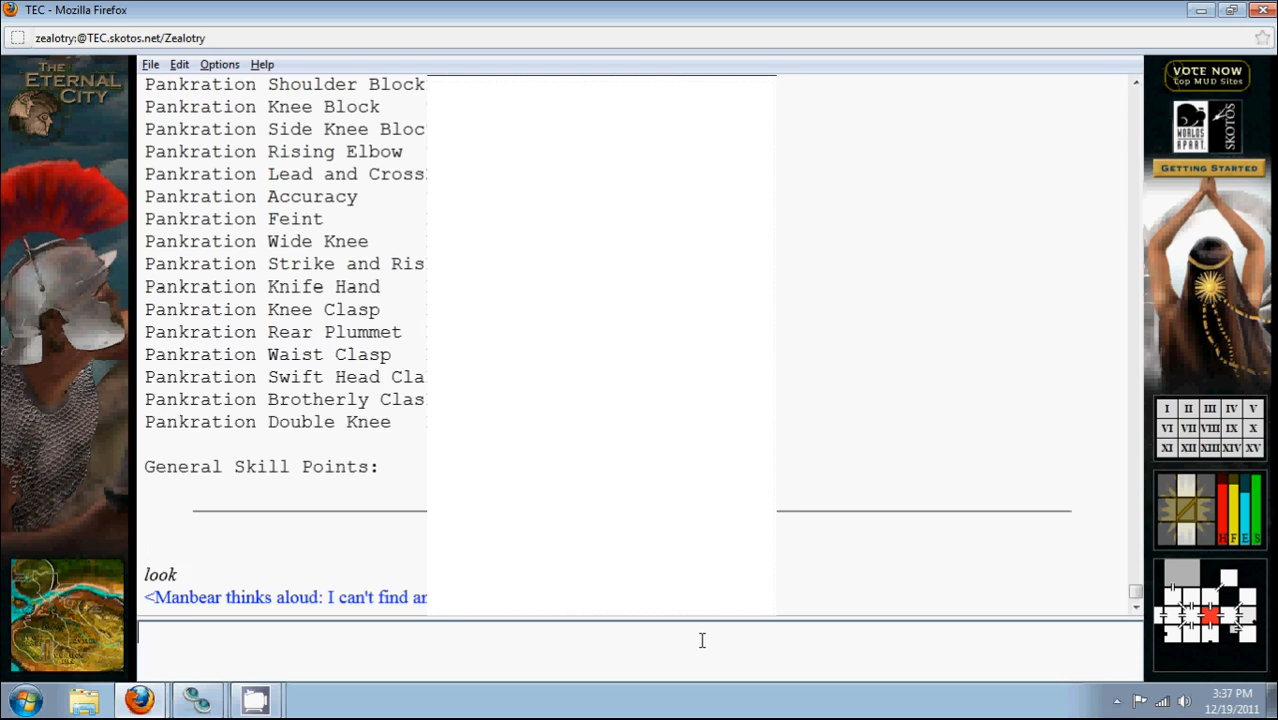 TEC - Mozilla Firefox
zealotry:@TEC.skotos.net/Zealotry
File Edit Options Help
THE
ETERNAL
CITY
Pankration Shoulder Block
Pankration Knee Block
Pankration Side Knee Bloc
Pankration Rising Elbow
Pankration Lead and Cross
Pankration Accuracy
Pankration Feint
Pankration Wide Knee
Pankration Strike and Ris
Pankration Knife Hand
Pankration Knee Clasp
Pankration Rear Plummet
Pankration Waist Clasp
Pankration Swift Head Cla
Pankration Brotherly Clas
Pankration Double Knee
General Skill Points:
look
<Manbear thinks aloud: I can't find an
VOTE NOW
Top MUD Sites
WORLDS
APART
SKOTOS
GETTING STARTED
I II III IV V
VI VII VIII IX X
XI XII XIII XIV XV
H F E S
3:37 PM
12/19/2011